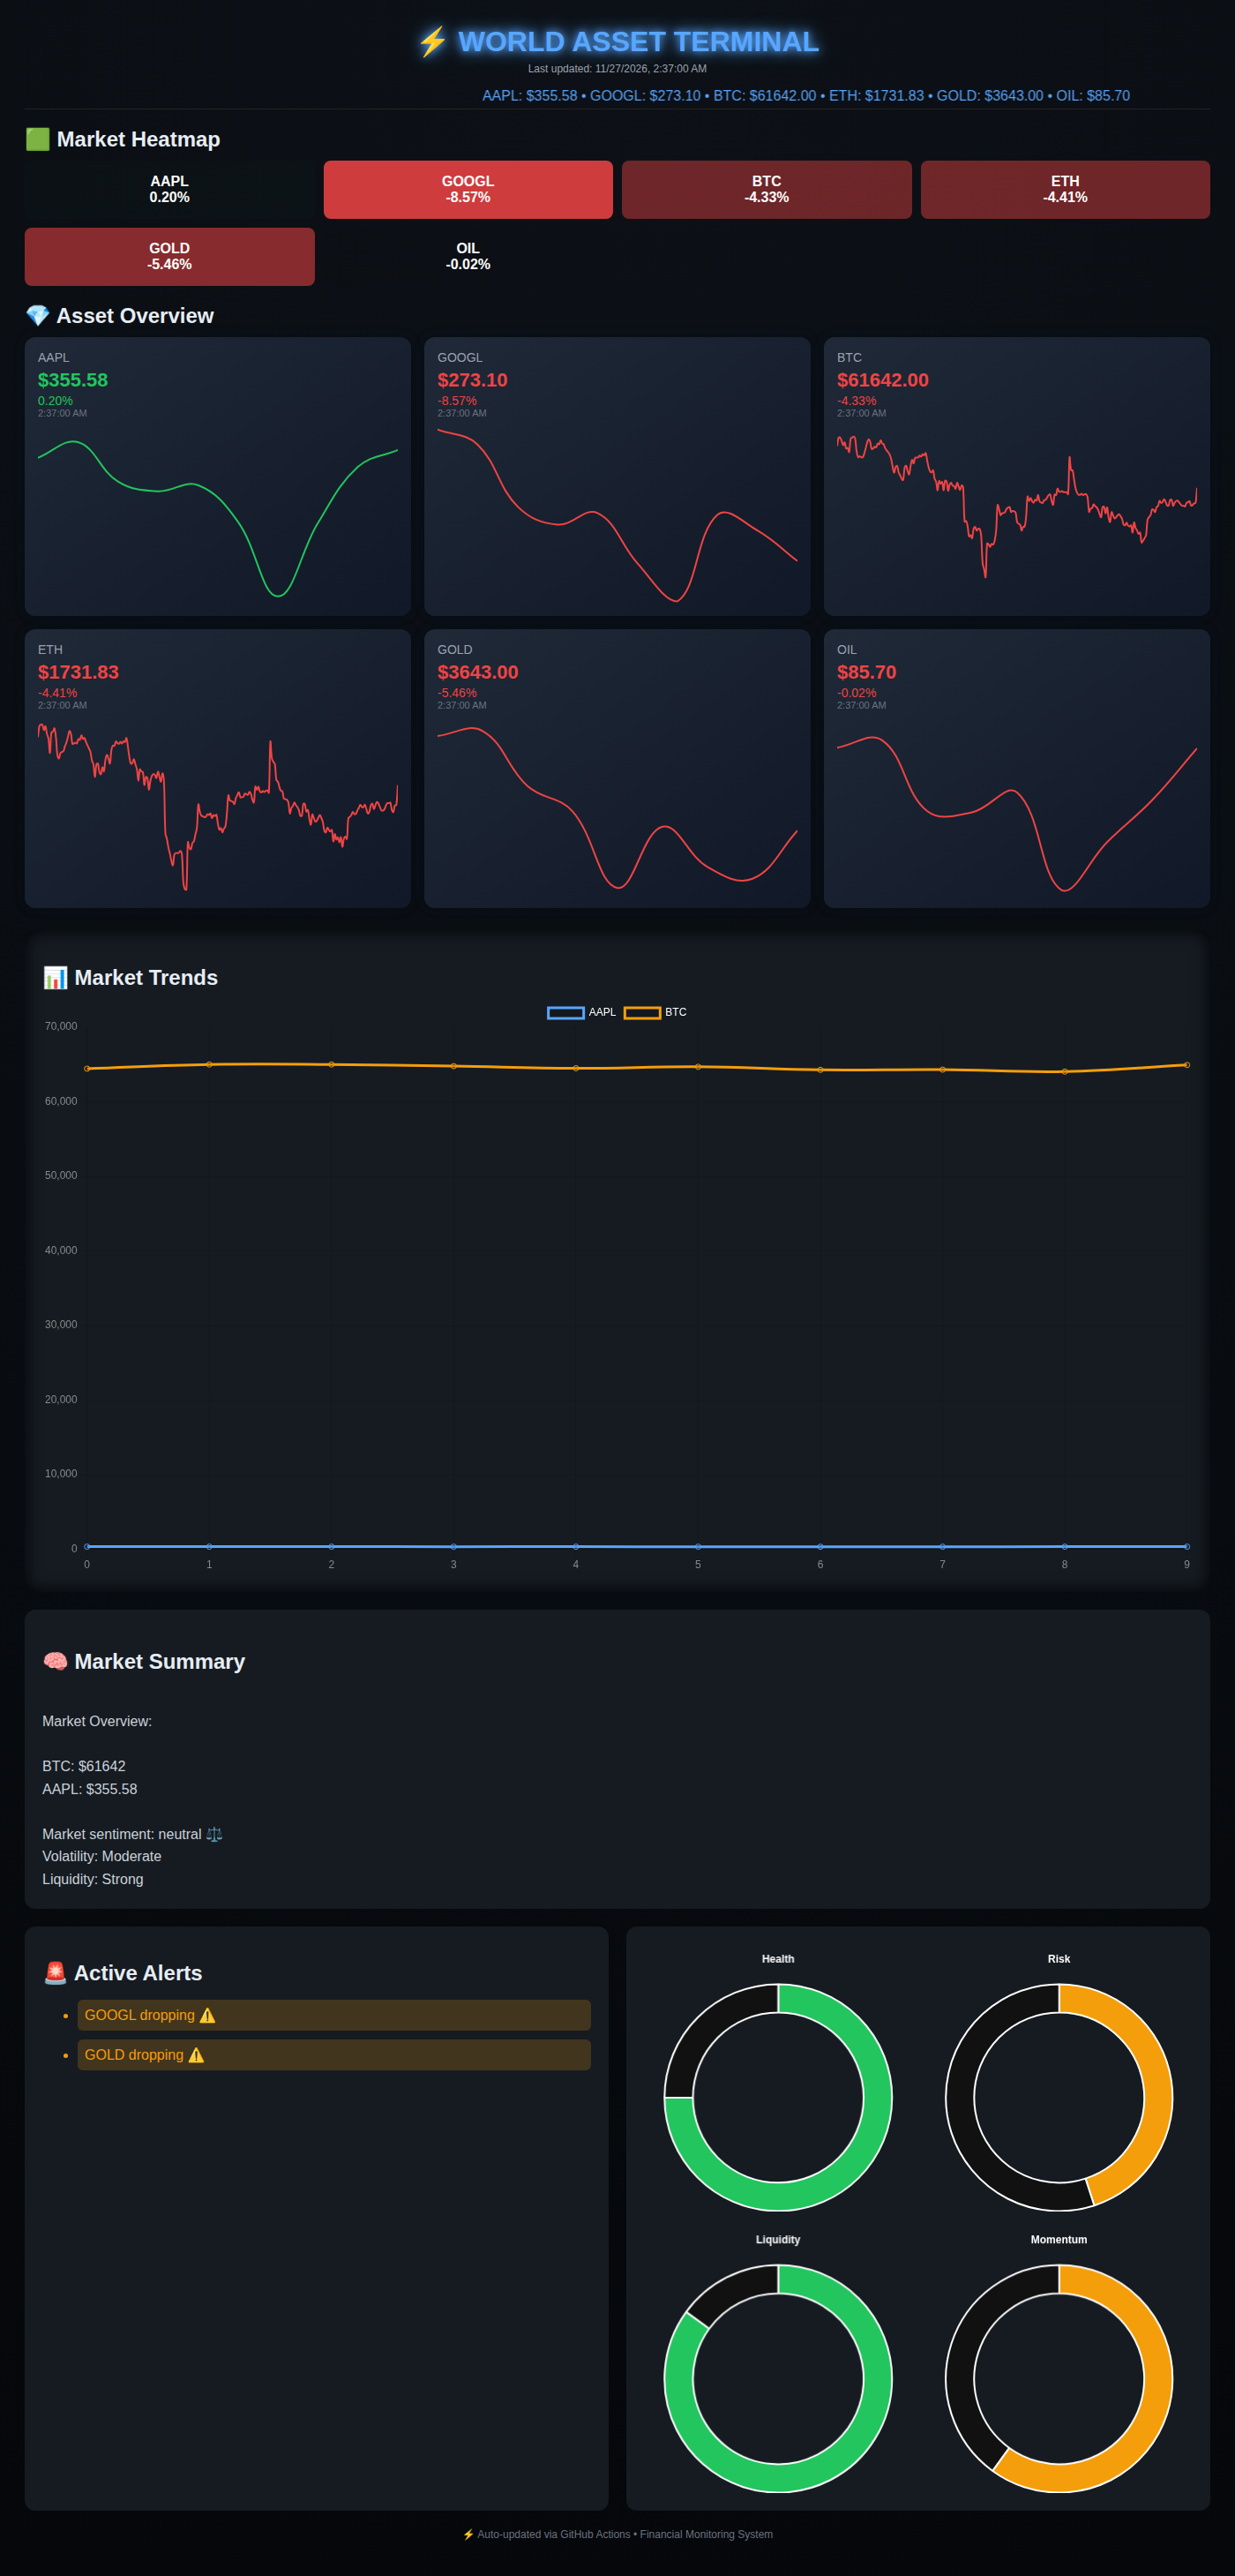 ⚡ WORLD ASSET TERMINAL
Last updated: 11/27/2026, 2:37:00 AM
AAPL: $355.58 • GOOGL: $273.10 • BTC: $61642.00 • ETH: $1731.83 • GOLD: $3643.00 • OIL: $85.70
🟩 Market Heatmap
AAPL
0.20%
GOOGL
-8.57%
BTC
-4.33%
ETH
-4.41%
GOLD
-5.46%
OIL
-0.02%
💎 Asset Overview
AAPL
$355.58
0.20%
2:37:00 AM
GOOGL
$273.10
-8.57%
2:37:00 AM
BTC
$61642.00
-4.33%
2:37:00 AM
ETH
$1731.83
-4.41%
2:37:00 AM
GOLD
$3643.00
-5.46%
2:37:00 AM
OIL
$85.70
-0.02%
2:37:00 AM
📊 Market Trends
AAPL BTC
70,000
60,000
50,000
40,000
30,000
20,000
10,000
0
0 1 2 3 4 5 6 7 8 9
🧠 Market Summary
Market Overview:
BTC: $61642
AAPL: $355.58
Market sentiment: neutral ⚖️
Volatility: Moderate
Liquidity: Strong
🚨 Active Alerts
• GOOGL dropping ⚠️
• GOLD dropping ⚠️
Health
Risk
Liquidity
Momentum
⚡ Auto-updated via GitHub Actions • Financial Monitoring System